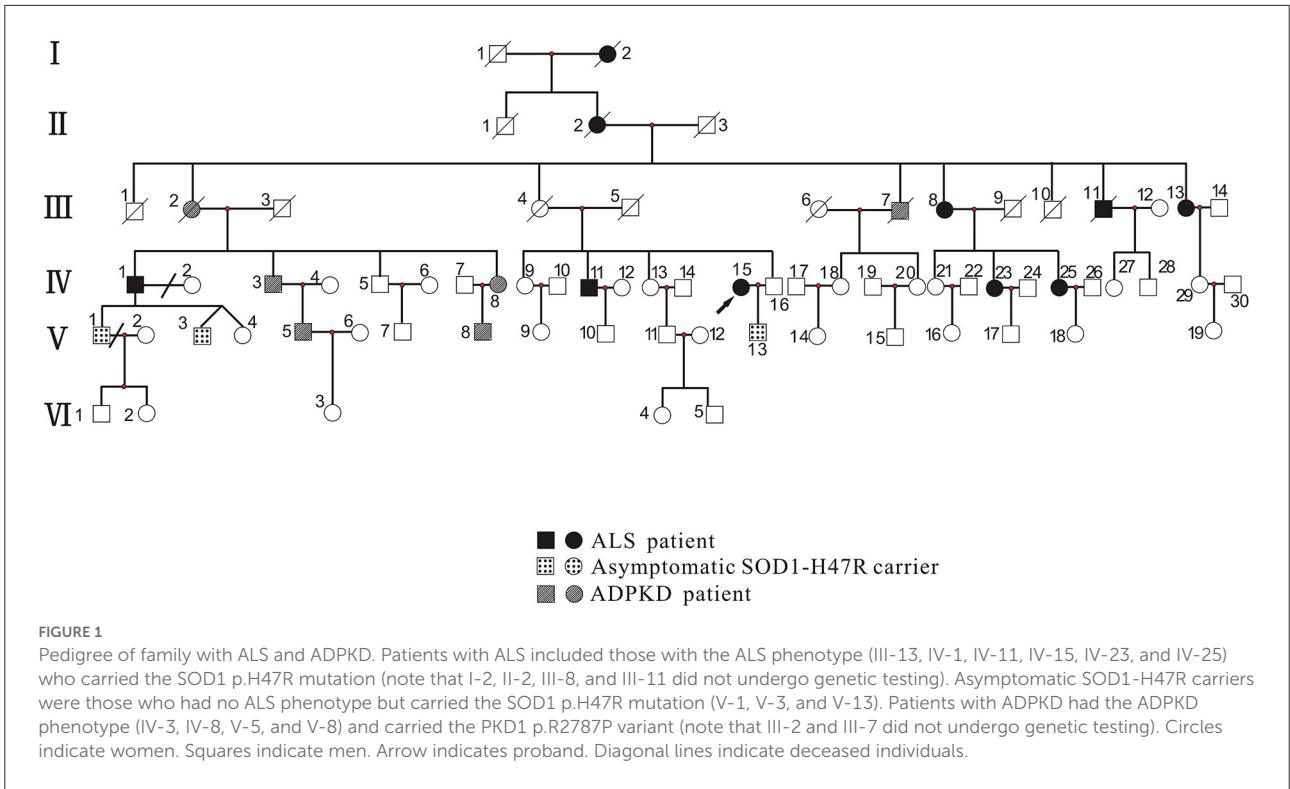 I 1 2
II 1 2 3
III 1 2 3 4 5 6 7 8 9 10 11 12 13 14
IV 1 2 3 4 5 6 7 8 9 10 11 12 13 14 15 16 17 18 19 20 21 22 23 24 25 26 27 28 29 30
V 1 2 3 4 5 6 7 8 9 10 11 12 13 14 15 16 17 18 19
VI 1 2 3 4 5
ALS patient
Asymptomatic SOD1-H47R carrier
ADPKD patient
FIGURE 1
Pedigree of family with ALS and ADPKD. Patients with ALS included those with the ALS phenotype (III-13, IV-1, IV-11, IV-15, IV-23, and IV-25)
who carried the SOD1 p.H47R mutation (note that I-2, II-2, III-8, and III-11 did not undergo genetic testing). Asymptomatic SOD1-H47R carriers
were those who had no ALS phenotype but carried the SOD1 p.H47R mutation (V-1, V-3, and V-13). Patients with ADPKD had the ADPKD
phenotype (IV-3, IV-8, V-5, and V-8) and carried the PKD1 p.R2787P variant (note that III-2 and III-7 did not undergo genetic testing). Circles
indicate women. Squares indicate men. Arrow indicates proband. Diagonal lines indicate deceased individuals.